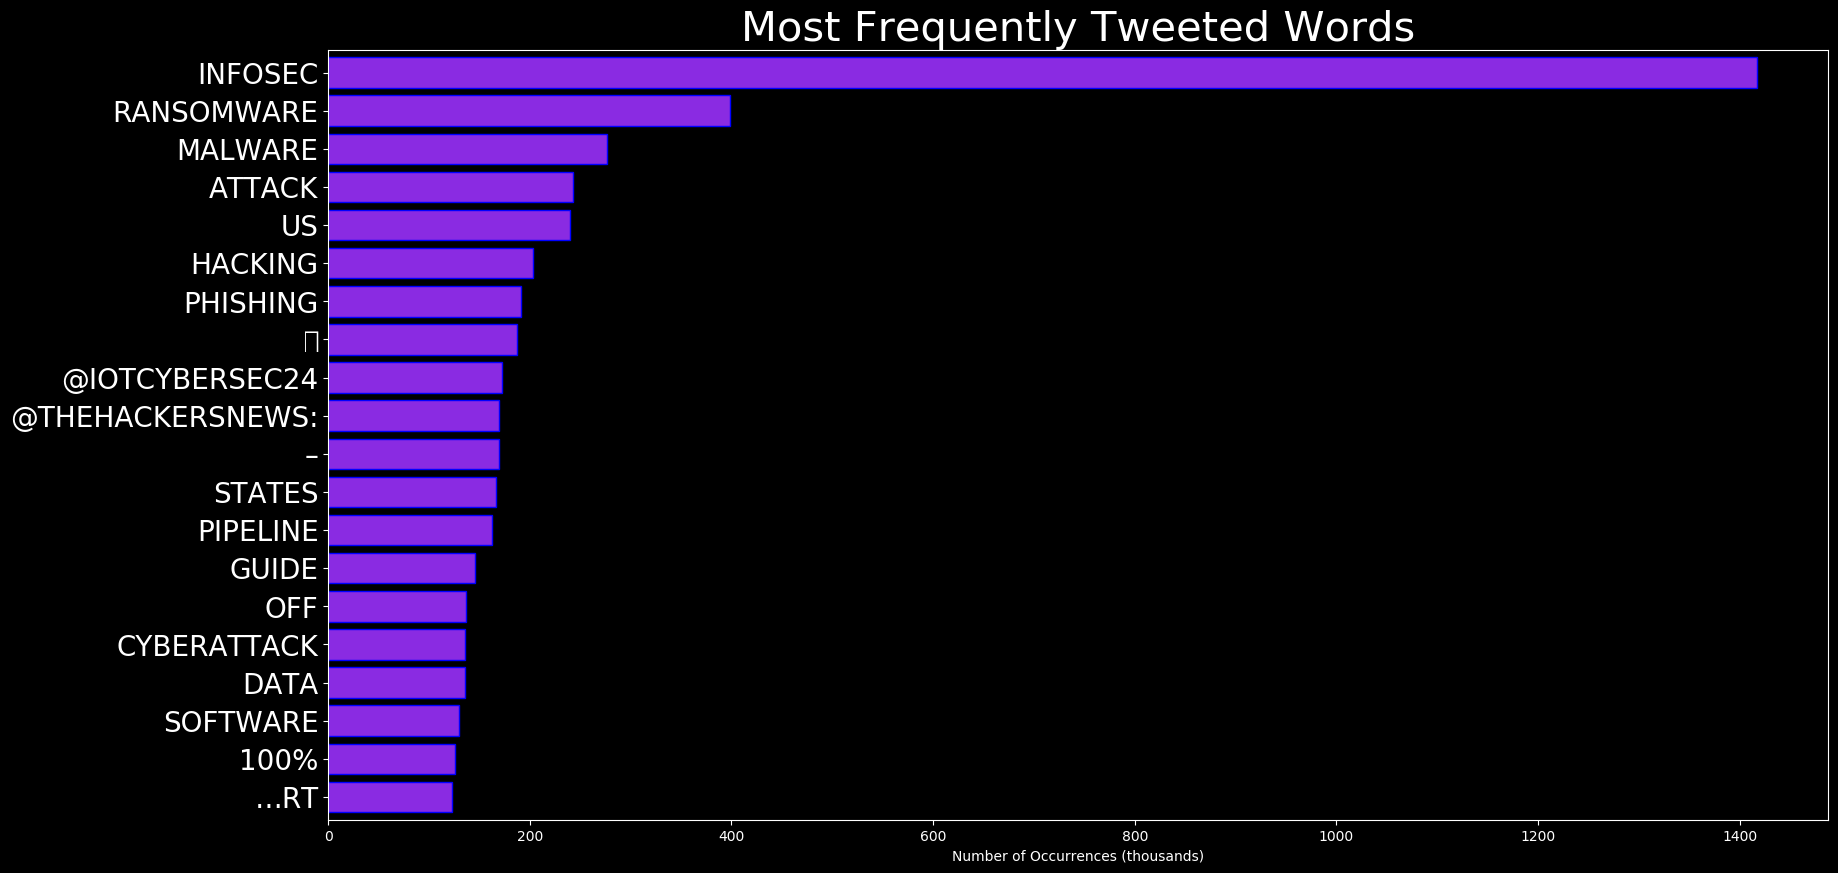 Most Frequently Tweeted Words
INFOSEC
RANSOMWARE
MALWARE
ATTACK
US
HACKING
PHISHING
@IOTCYBERSEC24
@THEHACKERSNEWS:
–
STATES
PIPELINE
GUIDE
OFF
CYBERATTACK
DATA
SOFTWARE
100%
…RT
0 200 400 600 800 1000 1200 1400
Number of Occurrences (thousands)